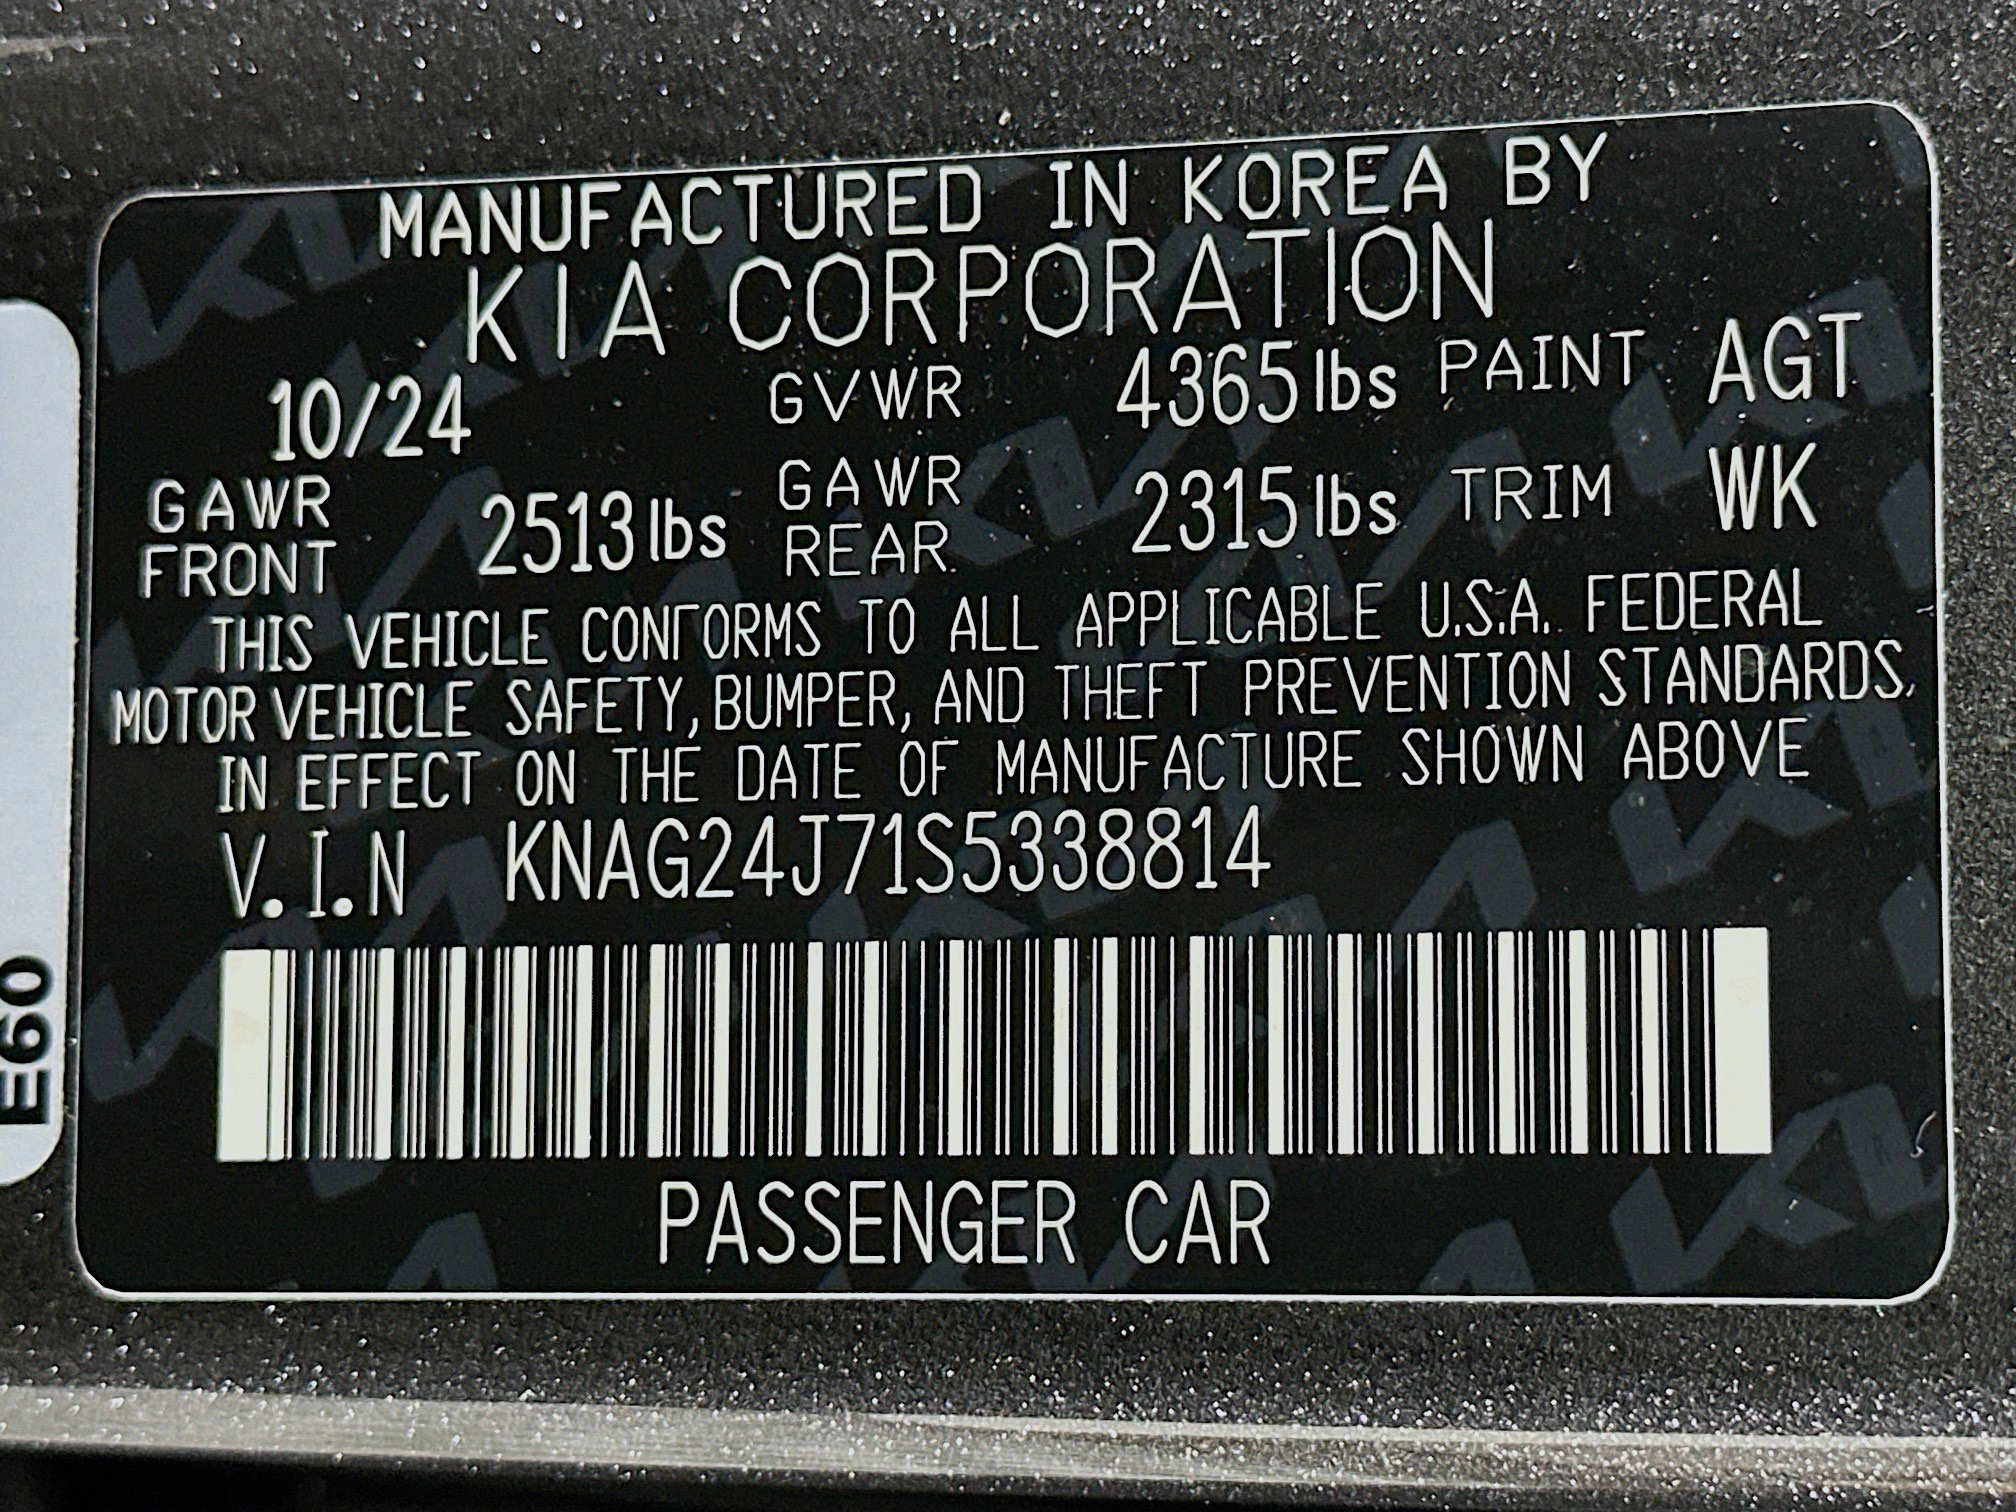 MANUFACTURED IN KOREA BY
KIA CORPORATION
10/24 GVWR 4365 lbs PAINT AGT
GAWR FRONT 2513 lbs GAWR REAR 2315 lbs TRIM WK
THIS VEHICLE CONFORMS TO ALL APPLICABLE U.S.A. FEDERAL
MOTOR VEHICLE SAFETY, BUMPER, AND THEFT PREVENTION STANDARDS,
IN EFFECT ON THE DATE OF MANUFACTURE SHOWN ABOVE
V.I.N KNAG24J71S5338814
PASSENGER CAR
E60